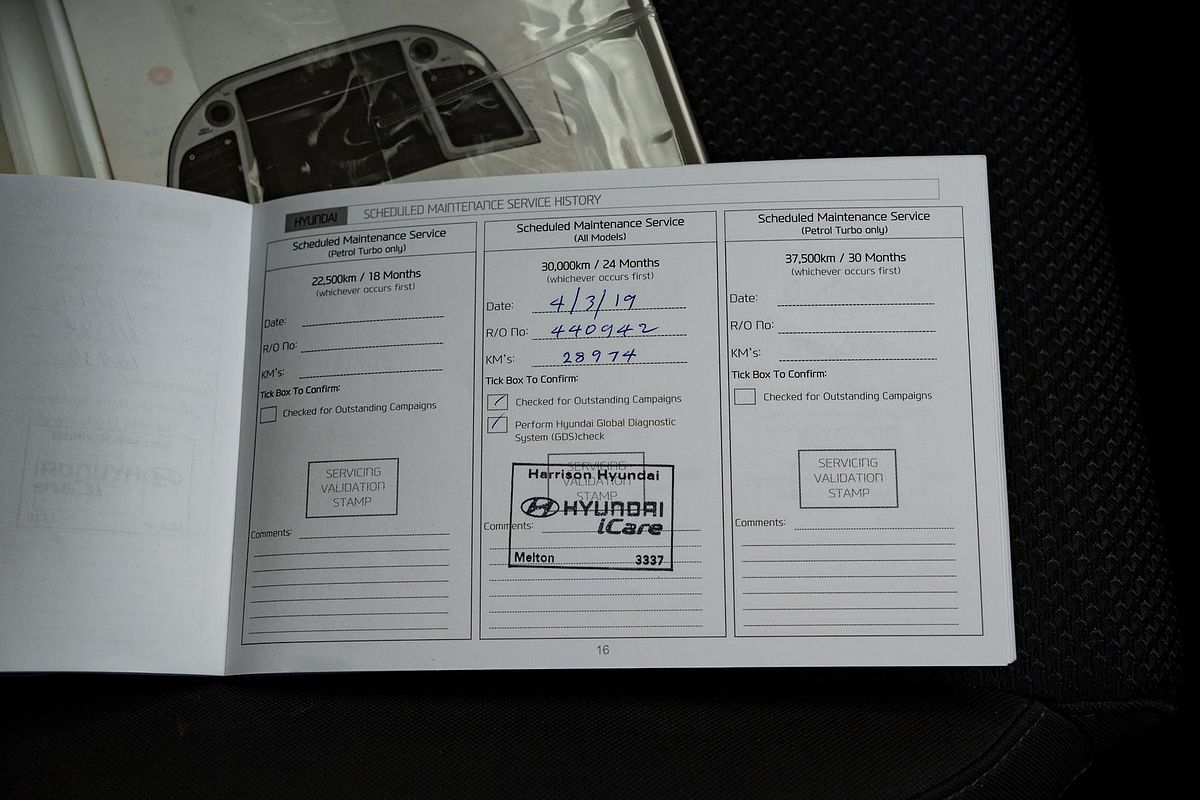 HYUNDAI SCHEDULED MAINTENANCE SERVICE HISTORY
Scheduled Maintenance Service
(Petrol Turbo only)
22,500km / 18 Months
(whichever occurs first)
Date:
R/O No:
KM's:
Tick Box To Confirm:
Checked for Outstanding Campaigns
SERVICING
VALIDATION
STAMP
Comments:
Scheduled Maintenance Service
(All Models)
30,000km / 24 Months
(whichever occurs first)
Date: 4/3/19
R/O No: 440942
KM's: 28974
Tick Box To Confirm:
Checked for Outstanding Campaigns
Perform Hyundai Global Diagnostic
System (GDS)check
SERVICING
VALIDATION
STAMP
Harrison Hyundai
HYUNDAI
iCare
Melton 3337
Comments:
Scheduled Maintenance Service
(Petrol Turbo only)
37,500km / 30 Months
(whichever occurs first)
Date:
R/O No:
KM's:
Tick Box To Confirm:
Checked for Outstanding Campaigns
SERVICING
VALIDATION
STAMP
Comments:
16